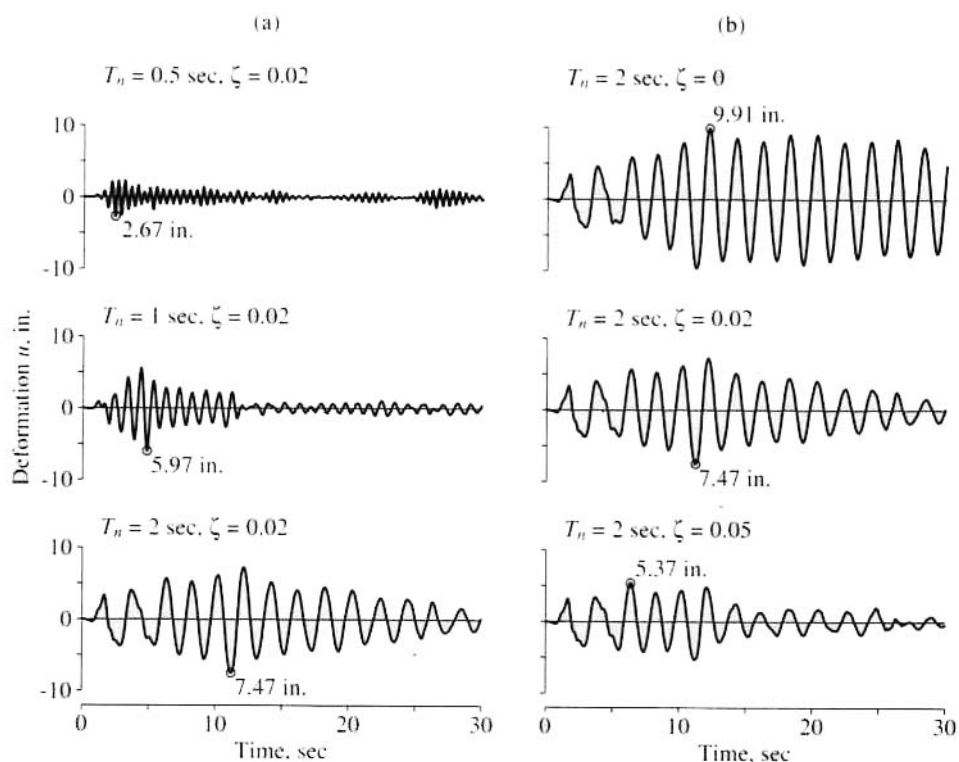 (a)
(b)
T_n = 0.5 sec, ζ = 0.02
T_n = 2 sec, ζ = 0
10
0
-10
2.67 in.
9.91 in.
T_n = 1 sec, ζ = 0.02
T_n = 2 sec, ζ = 0.02
10
0
-10
Deformation u, in.
5.97 in.
7.47 in.
T_n = 2 sec, ζ = 0.02
T_n = 2 sec, ζ = 0.05
10
0
-10
7.47 in.
5.37 in.
0 10 20 30
0 10 20 30
Time, sec
Time, sec